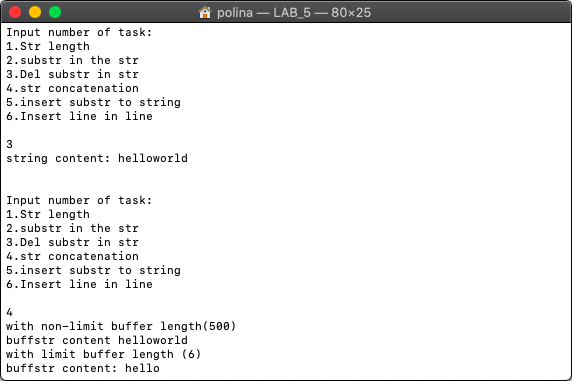 polina — LAB_5 — 80×25
Input number of task:
1.Str length
2.substr in the str
3.Del substr in str
4.str concatenation
5.insert substr to string
6.Insert line in line
3
string content: helloworld
Input number of task:
1.Str length
2.substr in the str
3.Del substr in str
4.str concatenation
5.insert substr to string
6.Insert line in line
4
with non-limit buffer length(500)
buffstr content helloworld
with limit buffer length (6)
buffstr content: hello